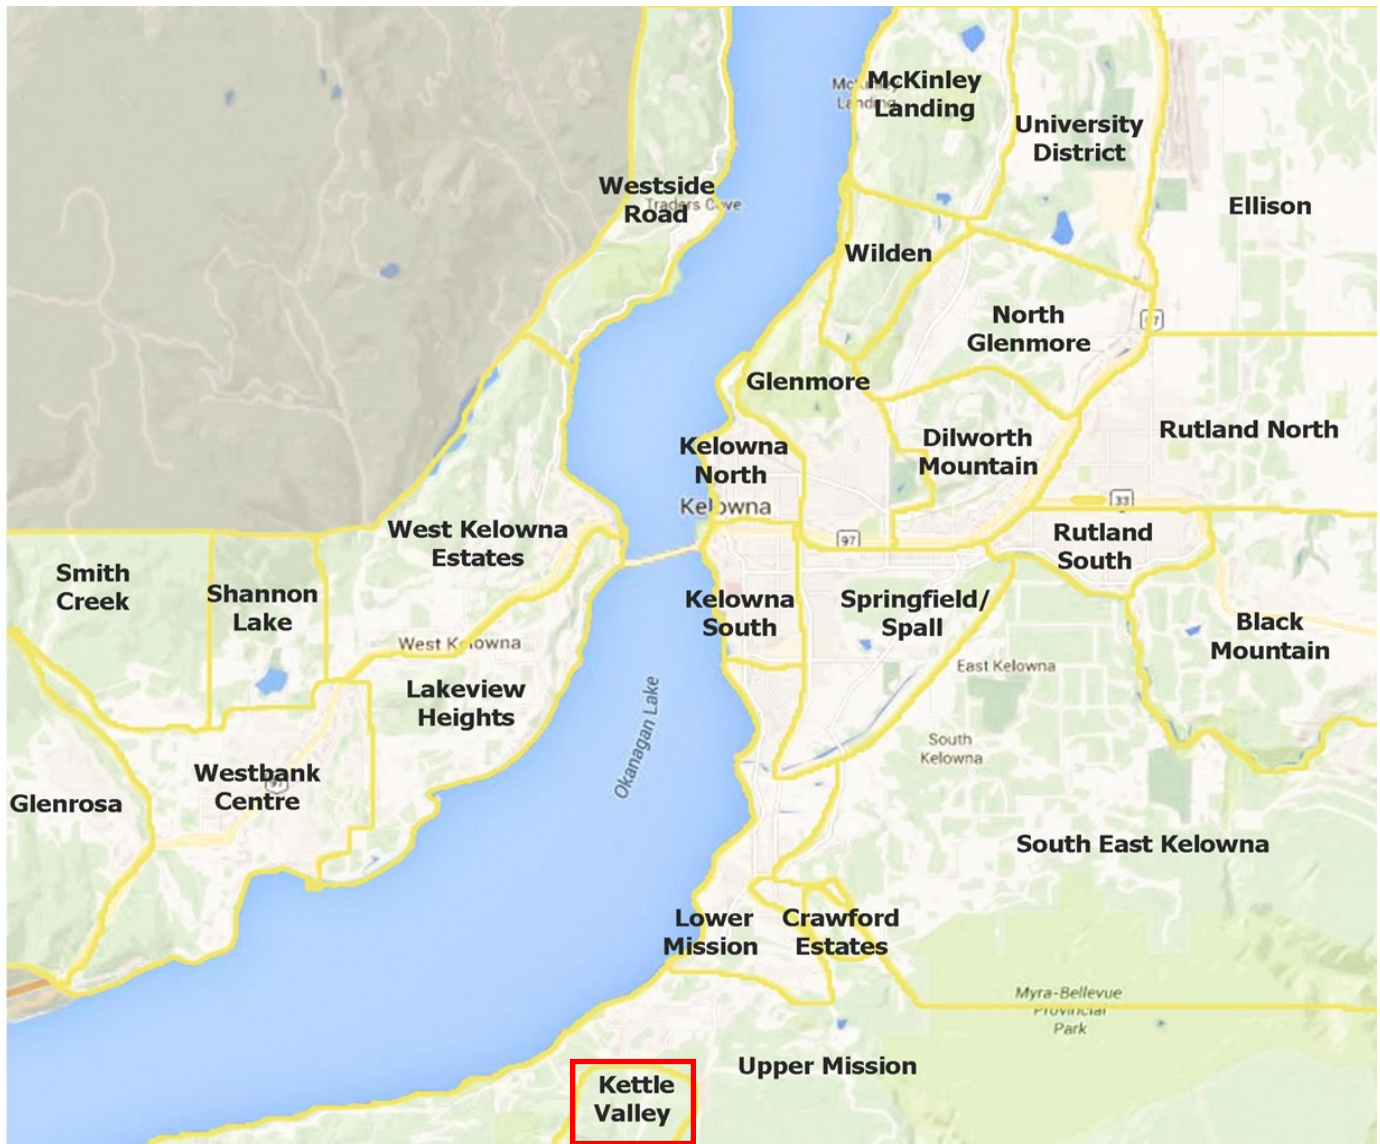 McKinley
Landing
McKinley
Landing
University
District
Westside
Road
Traders Cove
Ellison
Wilden
North
Glenmore
97
Glenmore
Rutland North
Dilworth
Mountain
Kelowna
North
Kelowna
33
97
West Kelowna
Estates
Rutland
South
Smith
Creek
Shannon
Lake
Kelowna
South
Springfield/
Spall
Black
Mountain
West Kelowna
East Kelowna
Lakeview
Heights
Okanagan Lake
South
Kelowna
Westbank
Centre
97
Glenrosa
South East Kelowna
Lower
Mission
Crawford
Estates
Myra-Bellevue
Provincial
Park
Upper Mission
Kettle
Valley